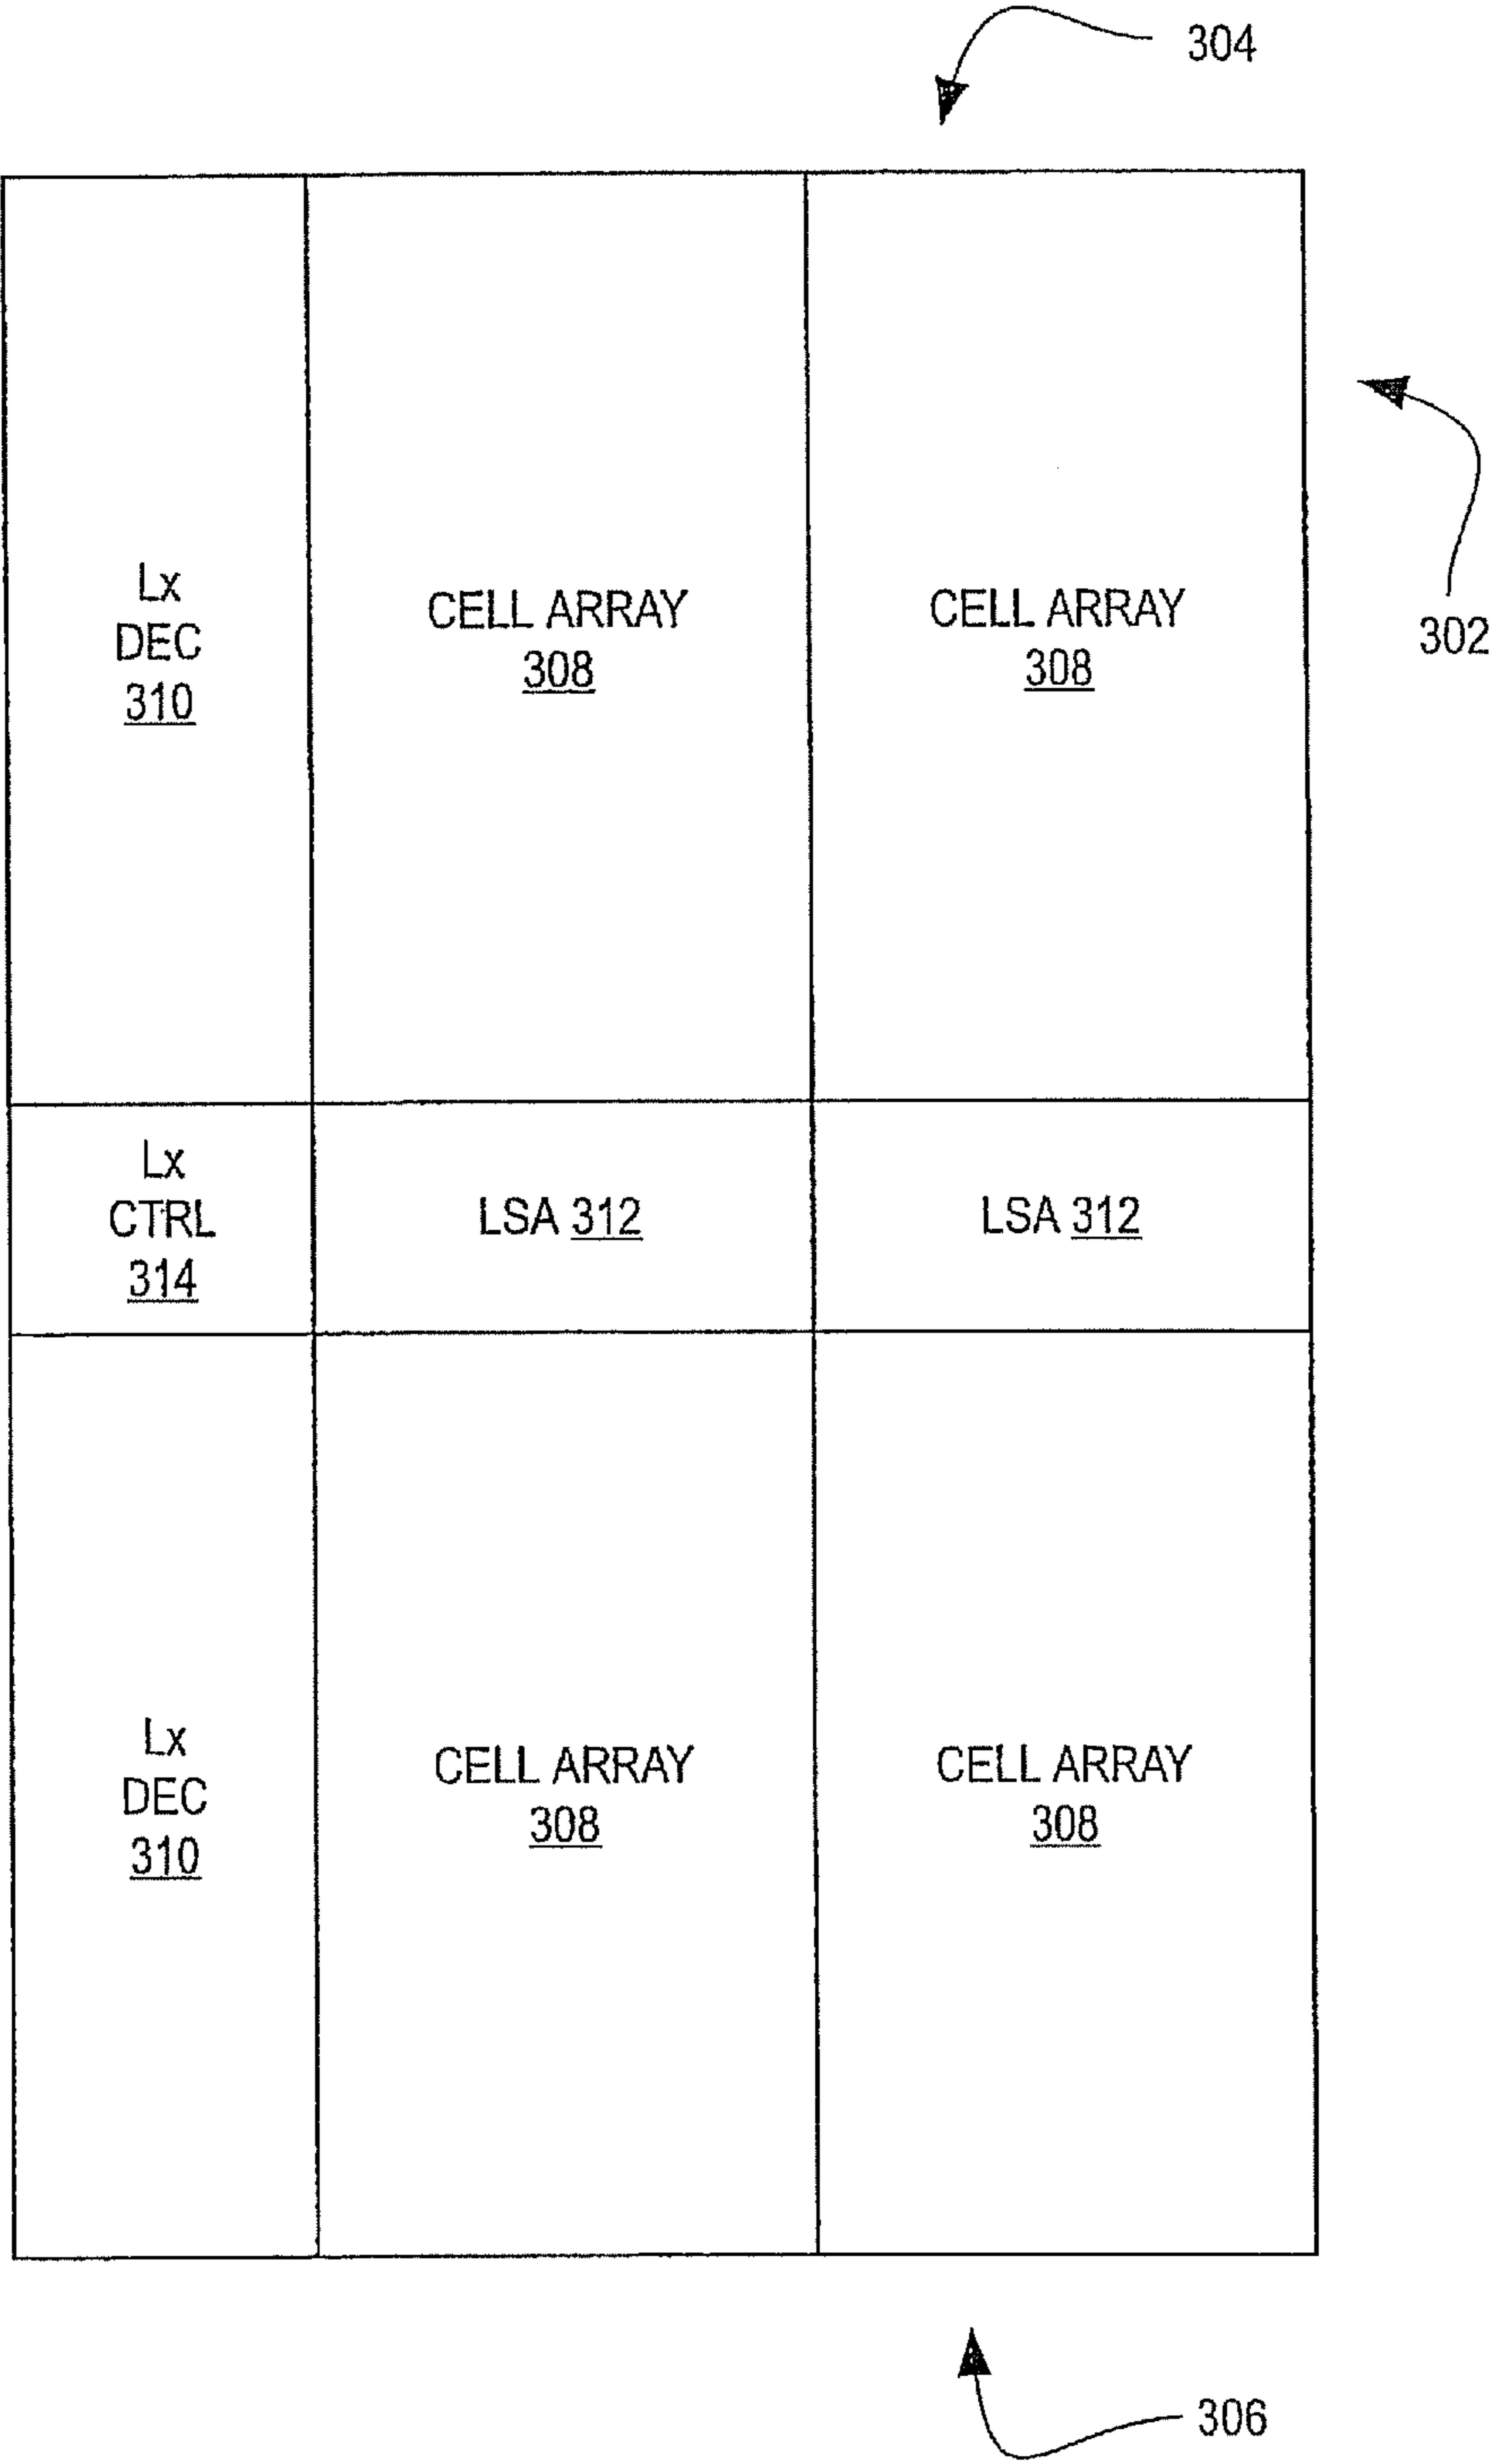 304
302
Lx
DEC
310
CELL ARRAY
308
CELL ARRAY
308
Lx
CTRL
314
LSA 312
LSA 312
Lx
DEC
310
CELL ARRAY
308
CELL ARRAY
308
306